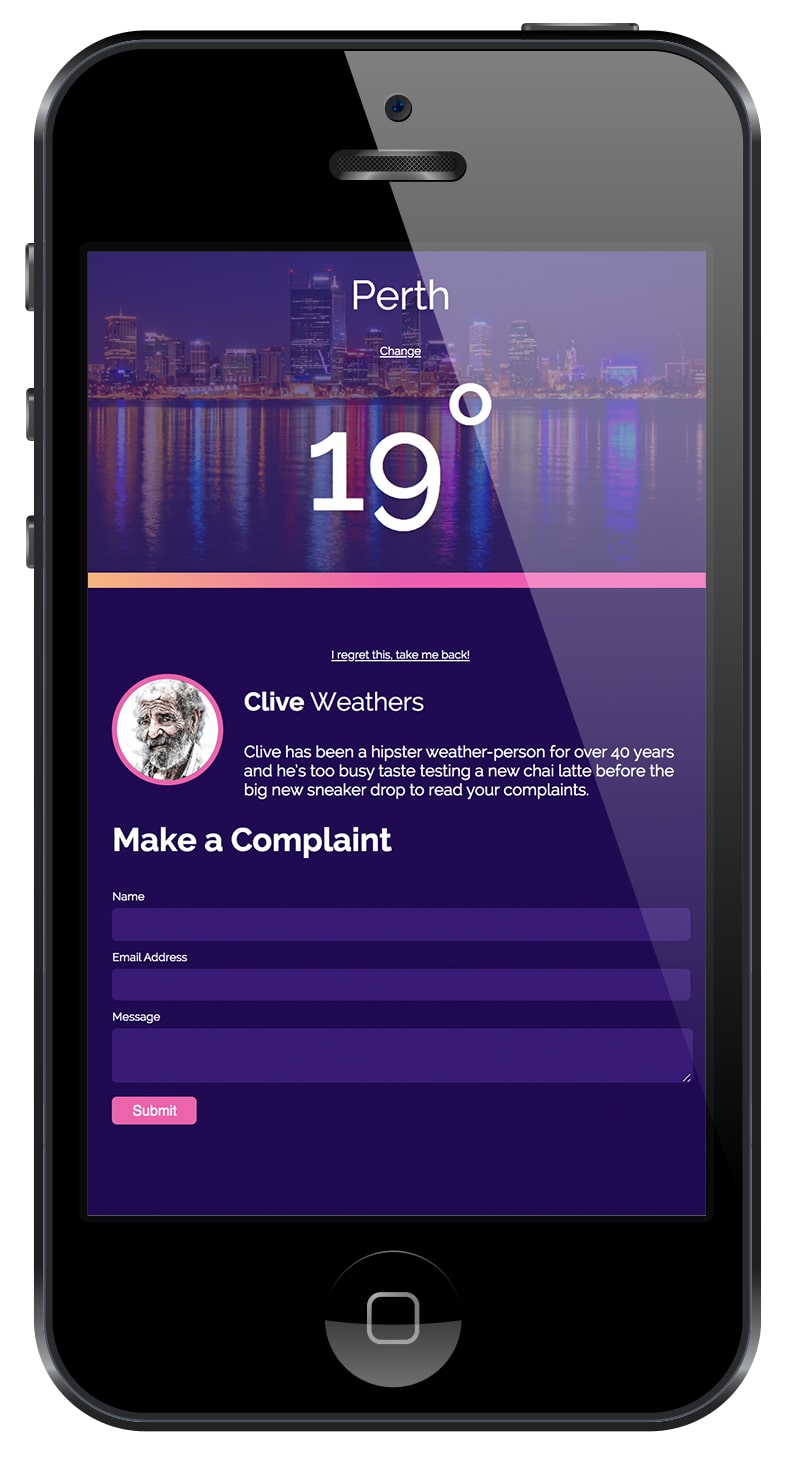 Perth
Change
19°
I regret this, take me back!
Clive Weathers
Clive has been a hipster weather-person for over 40 years
and he's too busy taste testing a new chai latte before the
big new sneaker drop to read your complaints.
Make a Complaint
Name
Email Address
Message
Submit